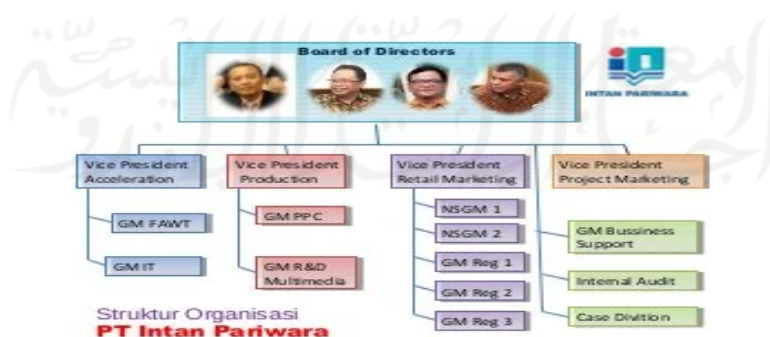 Board of Directors
INTAN PARIWARA
Vice President
Acceleration
GM FAWT
GM IT
Vice President
Production
GM PPC
GM R&D
Multimedia
Vice President
Retail Marketing
NSGM 1
NSGM 2
GM Reg 1
GM Reg 2
GM Reg 3
Vice President
Project Marketing
GM Bussiness
Support
Internal Audit
Case Divition
Struktur Organisasi
PT Intan Pariwara